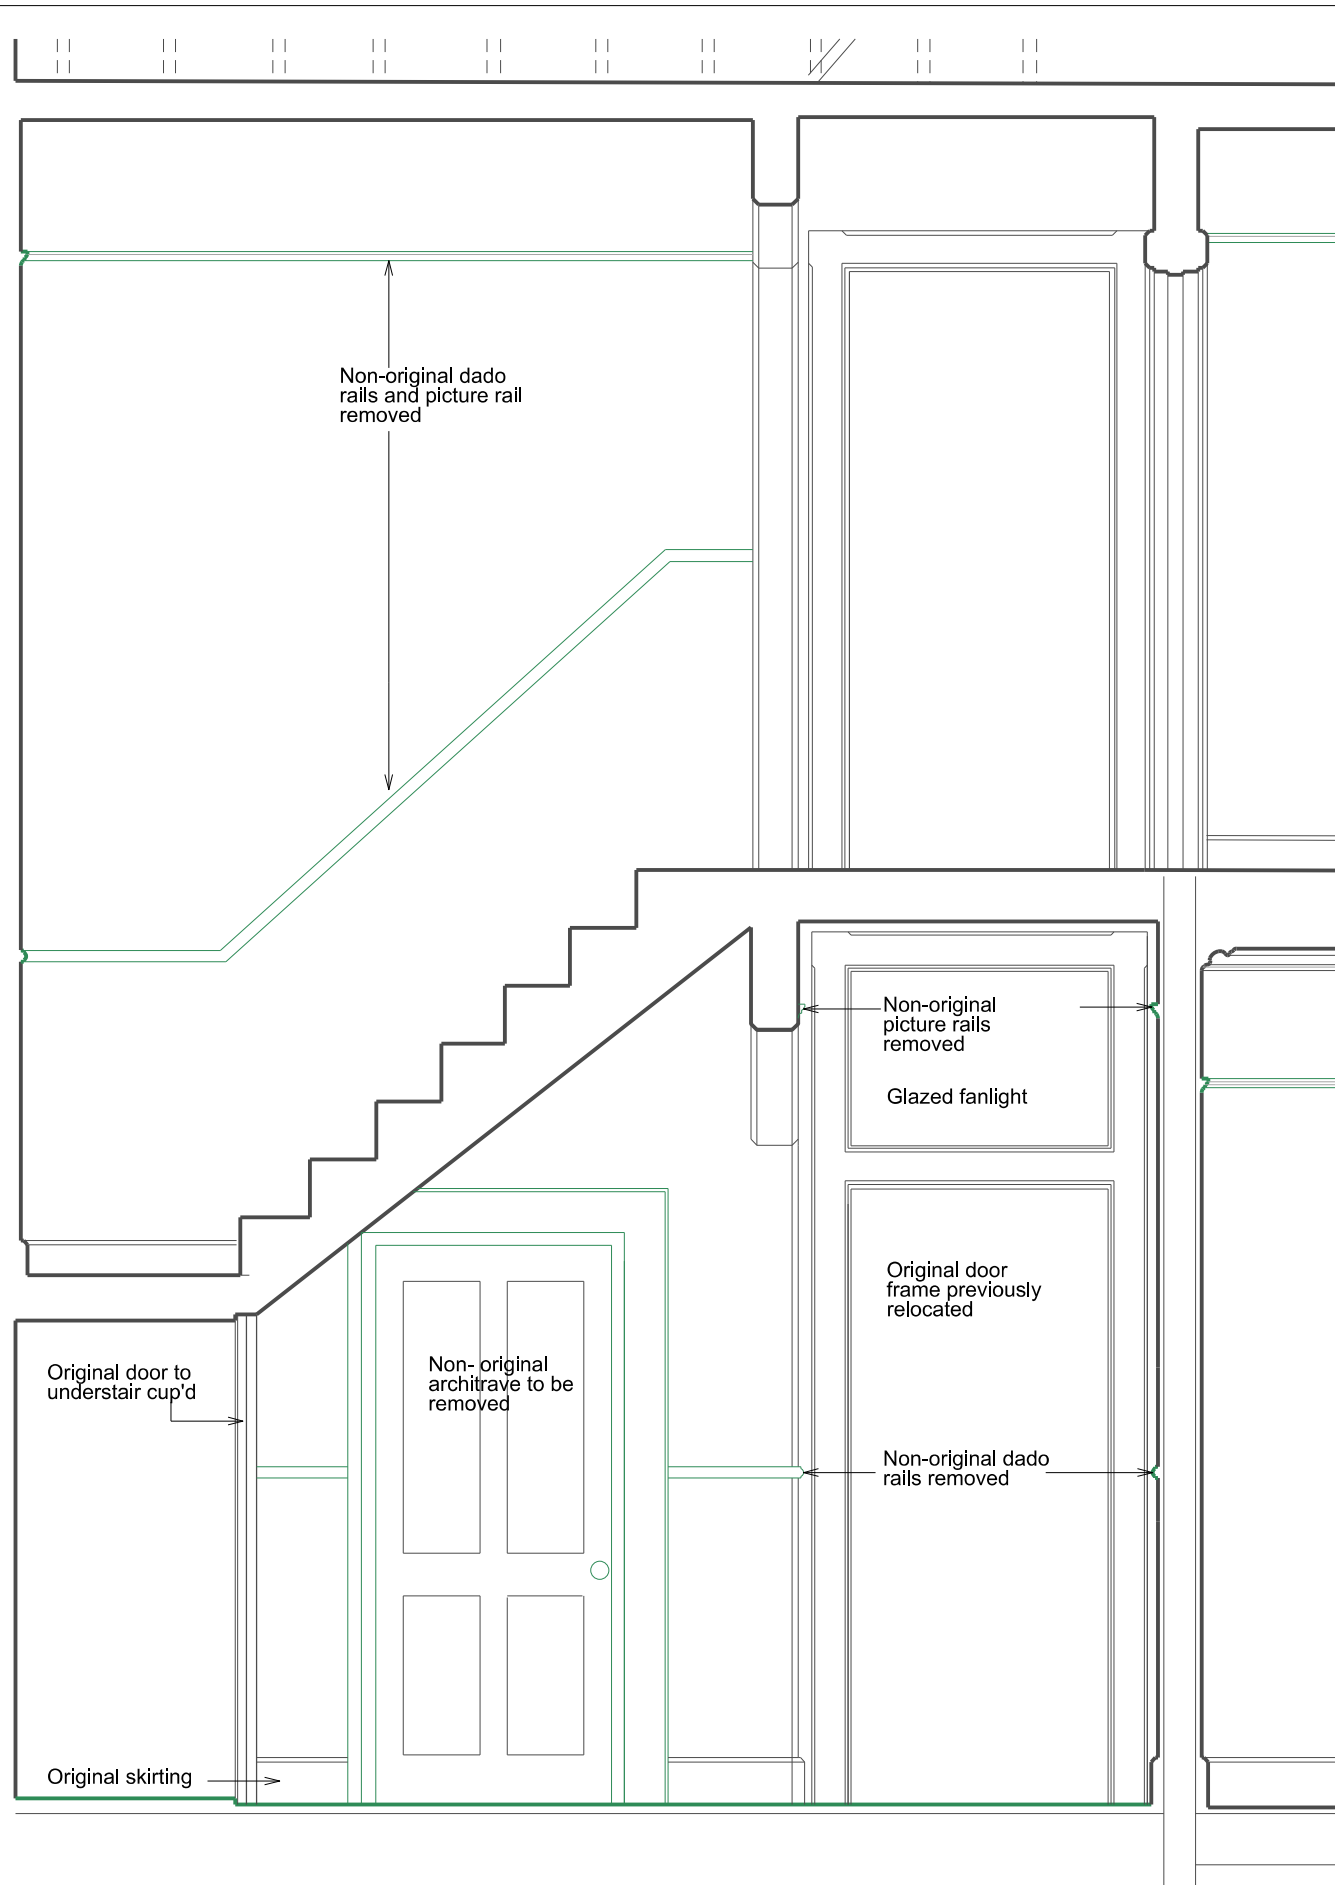 Non-original dado
rails and picture rail
removed
Non-original
picture rails
removed
Glazed fanlight
Original door
frame previously
relocated
Original door to
understair cup'd
Non- original
architrave to be
removed
Non-original dado
rails removed
Original skirting